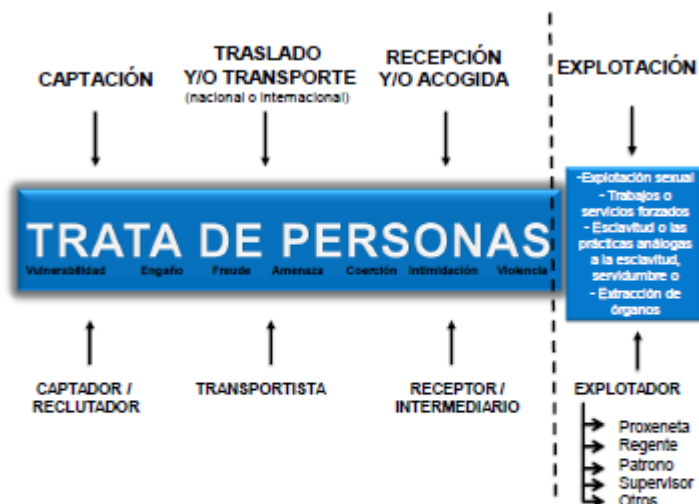 CAPTACIÓN
TRASLADO
Y/O TRANSPORTE
(nacional o internacional)
RECEPCIÓN
Y/O ACOGIDA
EXPLOTACIÓN
TRATA DE PERSONAS
Vulnerabilidad Engaño Fraude Amenaza Coerción Intimidación Violencia
-Explotación sexual
- Trabajos o
servicios forzados
- Esclavitud o las
prácticas análogas
a la esclavitud,
servidumbre o
- Extracción de
órganos
CAPTADOR /
RECLUTADOR
TRANSPORTISTA
RECEPTOR /
INTERMEDIARIO
EXPLOTADOR
Proxeneta
Regente
Patrono
Supervisor
Otros